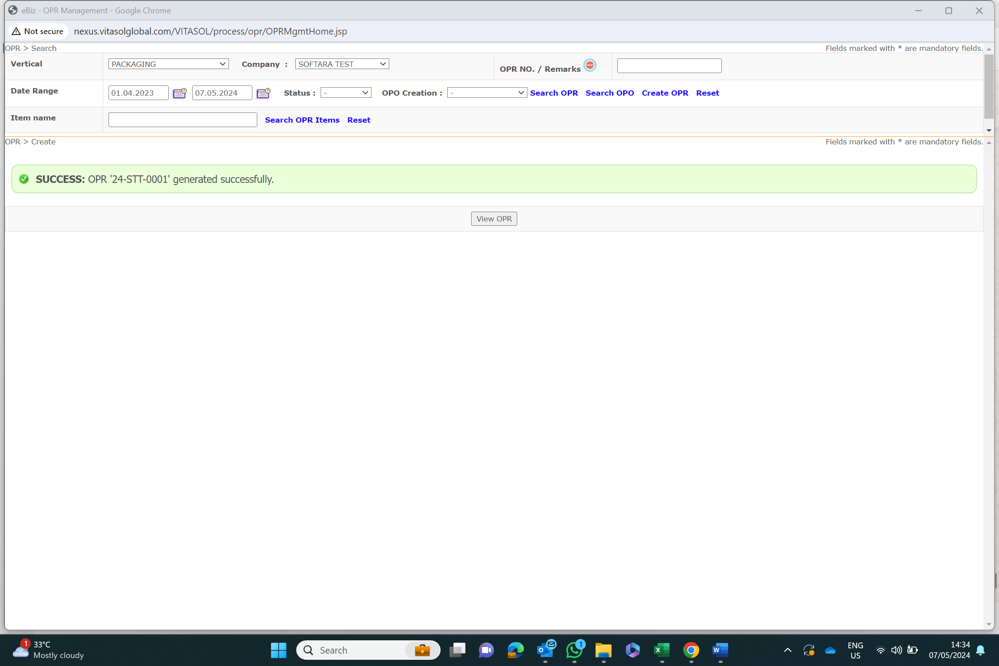 eBiz - OPR Management - Google Chrome
Not secure nexus.vitasolglobal.com/VITASOL/process/opr/OPRMgmtHome.jsp
OPR > Search Fields marked with * are mandatory fields.
Vertical PACKAGING Company : SOFTARA TEST OPR NO. / Remarks NEW
Date Range 01.04.2023 07.05.2024 Status : - OPO Creation : - Search OPR Search OPO Create OPR Reset
Item name Search OPR Items Reset
OPR > Create Fields marked with * are mandatory fields.
SUCCESS: OPR '24-STT-0001' generated successfully.
View OPR
1 33°C
Mostly cloudy
Search
1
ENG
US
14:34
07/05/2024